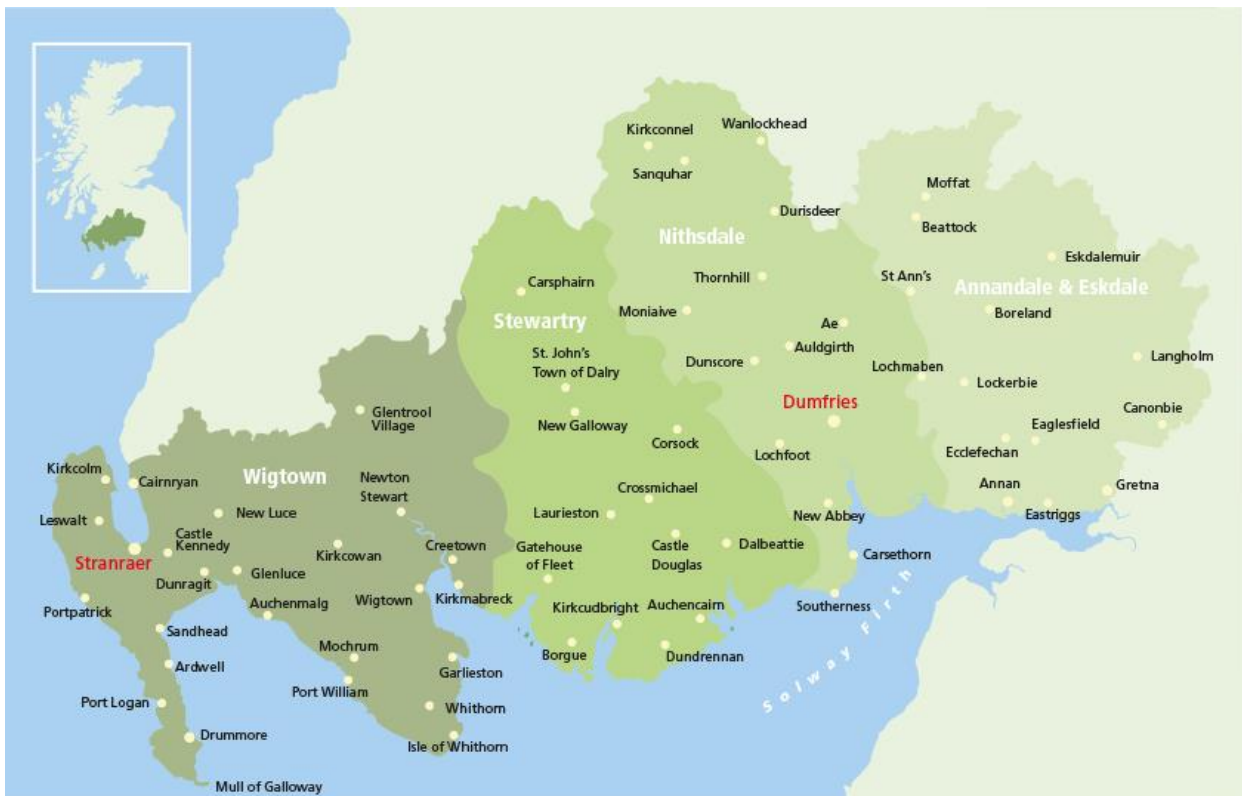 Kirkconnel
Wanlockhead
Sanquhar
Moffat
Durisdeer
Beattock
Nithsdale
Eskdalemuir
Thornhill
St Ann's
Carsphairn
Annandale & Eskdale
Moniaive
Boreland
Stewartry
Ae
Auldgirth
St. John's
Town of Dalry
Dunscore
Langholm
Lochmaben
Lockerbie
Dumfries
Glentrool
Village
Canonbie
New Galloway
Eaglesfield
Corsock
Lochfoot
Ecclefechan
Kirkcolm
Cairnryan
Wigtown
Newton
Stewart
Crossmichael
Annan
Gretna
Leswalt
New Luce
Laurieston
New Abbey
Eastriggs
Castle
Kennedy
Kirkcowan
Creetown
Gatehouse
of Fleet
Castle
Douglas
Dalbeattie
Carsethorn
Stranraer
Dunragit
Glenluce
Portpatrick
Auchenmalg
Wigtown
Kirkmabreck
Kirkcudbright
Auchencairn
Southerness
Sandhead
Mochrum
Borgue
Dundrennan
Solway Firth
Ardwell
Garlieston
Port Logan
Port William
Whithorn
Drummore
Isle of Whithorn
Mull of Galloway